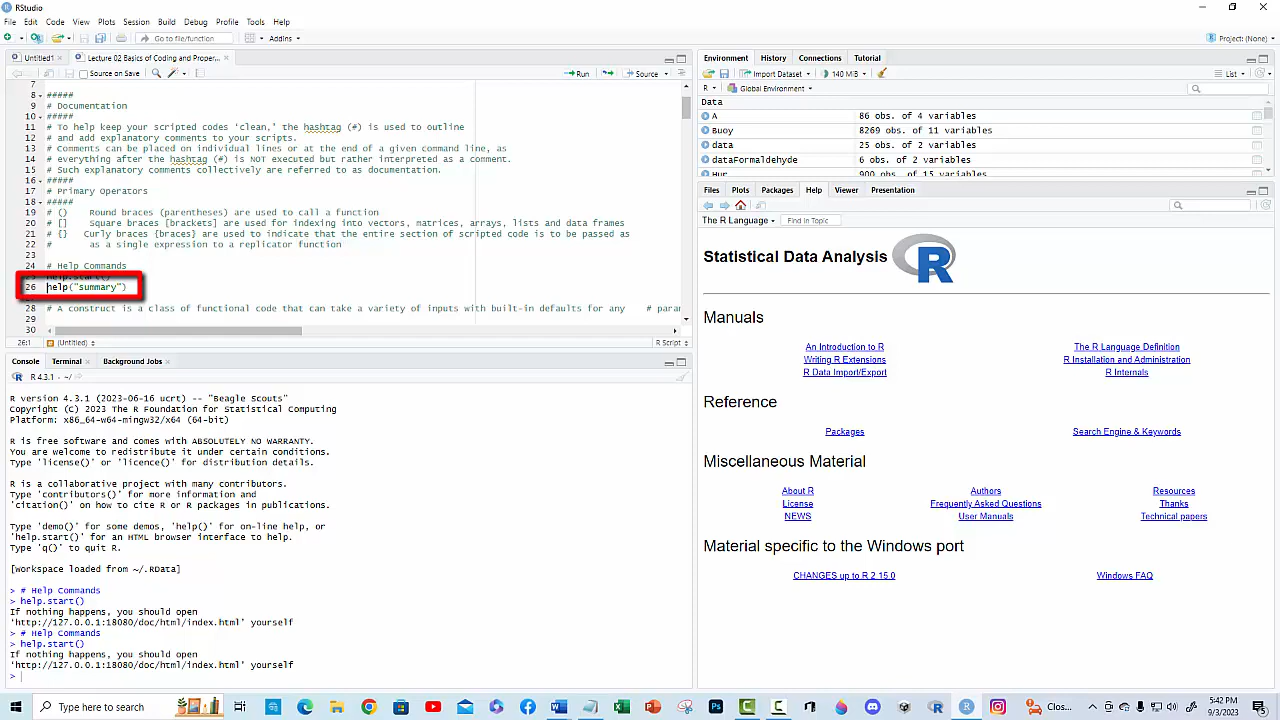 RStudio
File Edit Code View Plots Session Build Debug Profile Tools Help
Go to file/function Addins Project: (None)
Untitled1 Lecture 02 Basics of Coding and Proper...
Source on Save Run Source
7
8 #####
9 # Documentation
10 #####
11 # To help keep your scripted codes 'clean,' the hashtag (#) is used to outline
12 # and add explanatory comments to your scripts.
13 # Comments can be placed on individual lines or at the end of a given command line, as
14 # everything after the hashtag (#) is NOT executed but rather interpreted as a comment.
15 # Such explanatory comments collectively are referred to as documentation.
16 #####
17 # Primary Operators
18 #####
19 # () Round braces (parentheses) are used to call a function
20 # [] Square braces [brackets] are used for indexing into vectors, matrices, arrays, lists and data frames
21 # {} Curly braces {braces} are used to indicate that the entire section of scripted code is to be passed as
22 # as a single expression to a replicator function
23
24 # Help Commands
25 help.start()
26 help("summary")
28 # A construct is a class of functional code that can take a variety of inputs with built-in defaults for any # paran
30
26:1 (Untitled) R Script
Console Terminal Background Jobs
R 4.3.1 · ~/
R version 4.3.1 (2023-06-16 ucrt) -- "Beagle Scouts"
Copyright (C) 2023 The R Foundation for Statistical Computing
Platform: x86_64-w64-mingw32/x64 (64-bit)
R is free software and comes with ABSOLUTELY NO WARRANTY.
You are welcome to redistribute it under certain conditions.
Type 'license()' or 'licence()' for distribution details.
R is a collaborative project with many contributors.
Type 'contributors()' for more information and
'citation()' on how to cite R or R packages in publications.
Type 'demo()' for some demos, 'help()' for on-line help, or
'help.start()' for an HTML browser interface to help.
Type 'q()' to quit R.
[Workspace loaded from ~/.RData]
> # Help Commands
> help.start()
If nothing happens, you should open
'http://127.0.0.1:18080/doc/html/index.html' yourself
> # Help Commands
> help.start()
If nothing happens, you should open
'http://127.0.0.1:18080/doc/html/index.html' yourself
>
Environment History Connections Tutorial
Import Dataset 140 MiB List
R Global Environment
Data
A 86 obs. of 4 variables
Buoy 8269 obs. of 11 variables
data 25 obs. of 2 variables
dataFormaldehyde 6 obs. of 2 variables
Hur 900 obs. of 15 variables
Files Plots Packages Help Viewer Presentation
The R Language Find in Topic
Statistical Data Analysis R
Manuals
An Introduction to R The R Language Definition
Writing R Extensions R Installation and Administration
R Data Import/Export R Internals
Reference
Packages Search Engine & Keywords
Miscellaneous Material
About R Authors Resources
License Frequently Asked Questions Thanks
NEWS User Manuals Technical papers
Material specific to the Windows port
CHANGES up to R 2.15.0 Windows FAQ
Type here to search
Clos...
5:42 PM
9/3/2023